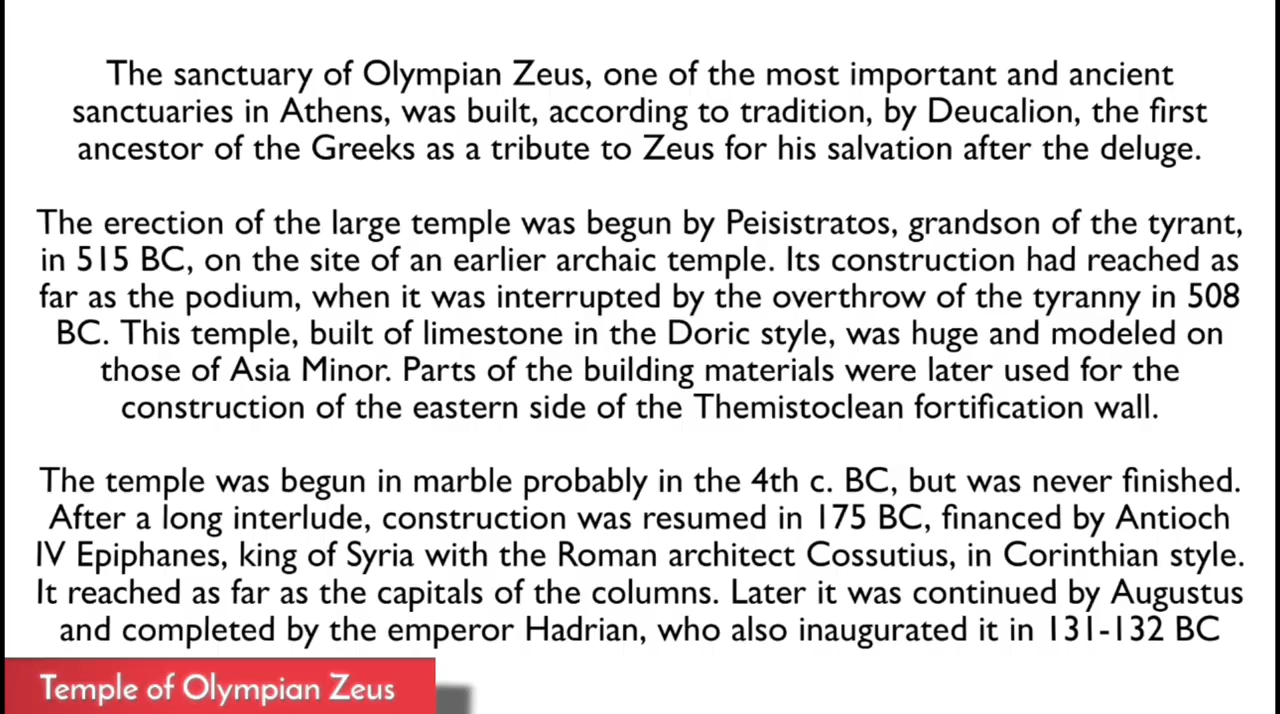 The sanctuary of Olympian Zeus, one of the most important and ancient
sanctuaries in Athens, was built, according to tradition, by Deucalion, the first
ancestor of the Greeks as a tribute to Zeus for his salvation after the deluge.
The erection of the large temple was begun by Peisistratos, grandson of the tyrant,
in 515 BC, on the site of an earlier archaic temple. Its construction had reached as
far as the podium, when it was interrupted by the overthrow of the tyranny in 508
BC. This temple, built of limestone in the Doric style, was huge and modeled on
those of Asia Minor. Parts of the building materials were later used for the
construction of the eastern side of the Themistoclean fortification wall.
The temple was begun in marble probably in the 4th c. BC, but was never finished.
After a long interlude, construction was resumed in 175 BC, financed by Antioch
IV Epiphanes, king of Syria with the Roman architect Cossutius, in Corinthian style.
It reached as far as the capitals of the columns. Later it was continued by Augustus
and completed by the emperor Hadrian, who also inaugurated it in 131-132 BC
Temple of Olympian Zeus